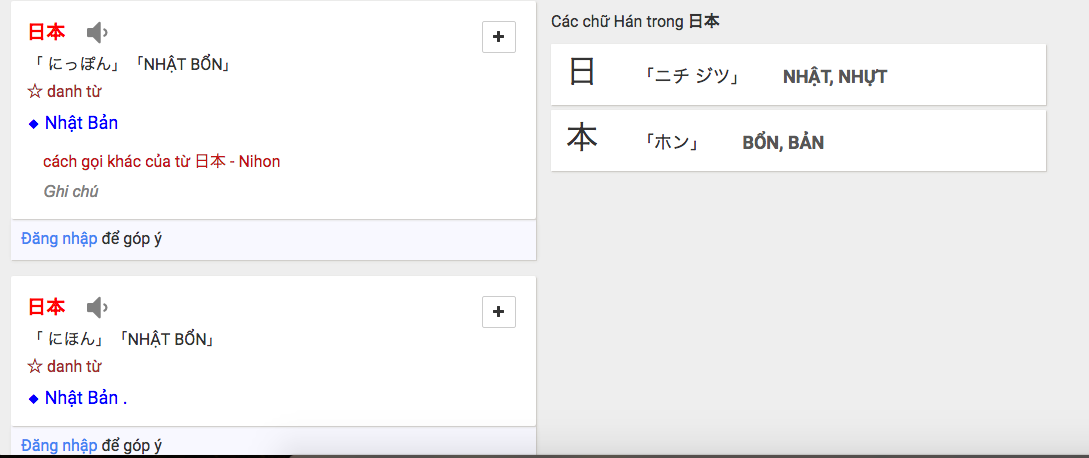 日本
「 にっぽん」 「NHẬT BỔN」
☆ danh từ
◆ Nhật Bản
cách gọi khác của từ 日本 - Nihon
Ghi chú
Đăng nhập để góp ý
日本
「 にほん」 「NHẬT BỔN」
☆ danh từ
◆ Nhật Bản .
Đăng nhập để góp ý
Các chữ Hán trong 日本
日 「ニチ ジツ」 NHẬT, NHỰT
本 「ホン」 BỔN, BẢN